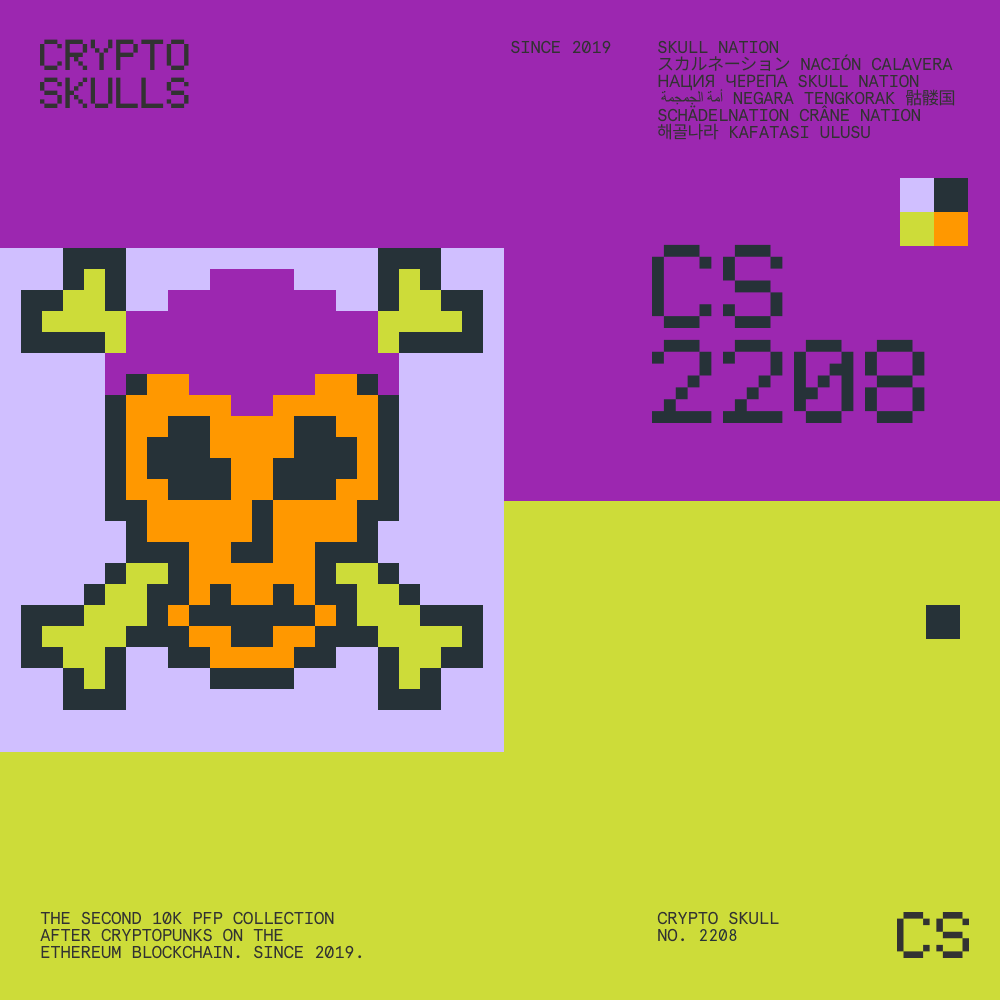 CRYPTO
SKULLS
SINCE 2019
SKULL NATION
スカルネーション NACIÓN CALAVERA
НАЦИЯ ЧЕРЕПА SKULL NATION
أمة الجمجمة NEGARA TENGKORAK 骷髅国
SCHÄDELNATION CRÂNE NATION
해골나라 KAFATASI ULUSU
CS
2208
THE SECOND 10K PFP COLLECTION
AFTER CRYPTOPUNKS ON THE
ETHEREUM BLOCKCHAIN. SINCE 2019.
CRYPTO SKULL
NO. 2208
CS